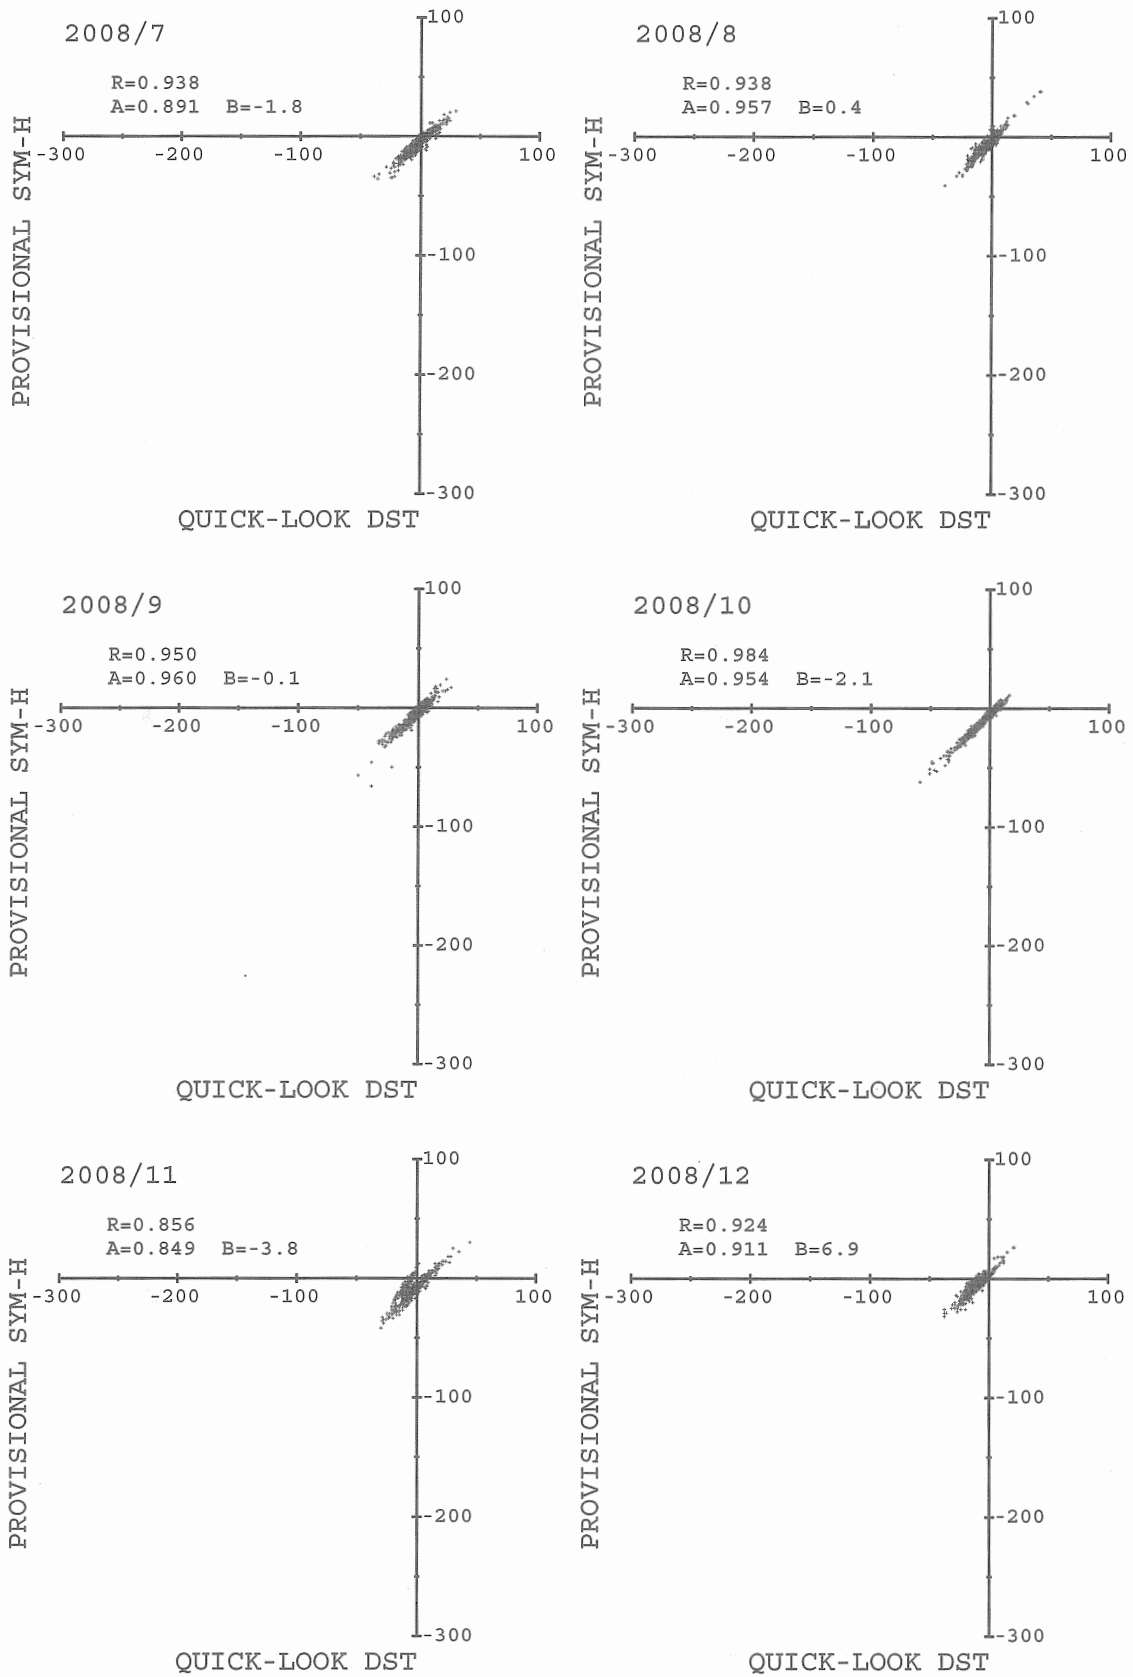 2008/7
R=0.938
A=0.891 B=-1.8
100
-300 -200 -100 100
-100
-200
-300
PROVISIONAL SYM-H
QUICK-LOOK DST
2008/8
R=0.938
A=0.957 B=0.4
100
-300 -200 -100 100
-100
-200
-300
PROVISIONAL SYM-H
QUICK-LOOK DST
2008/9
R=0.950
A=0.960 B=-0.1
100
-300 -200 -100 100
-100
-200
-300
PROVISIONAL SYM-H
QUICK-LOOK DST
2008/10
R=0.984
A=0.954 B=-2.1
100
-300 -200 -100 100
-100
-200
-300
PROVISIONAL SYM-H
QUICK-LOOK DST
2008/11
R=0.856
A=0.849 B=-3.8
100
-300 -200 -100 100
-100
-200
-300
PROVISIONAL SYM-H
QUICK-LOOK DST
2008/12
R=0.924
A=0.911 B=6.9
100
-300 -200 -100 100
-100
-200
-300
PROVISIONAL SYM-H
QUICK-LOOK DST